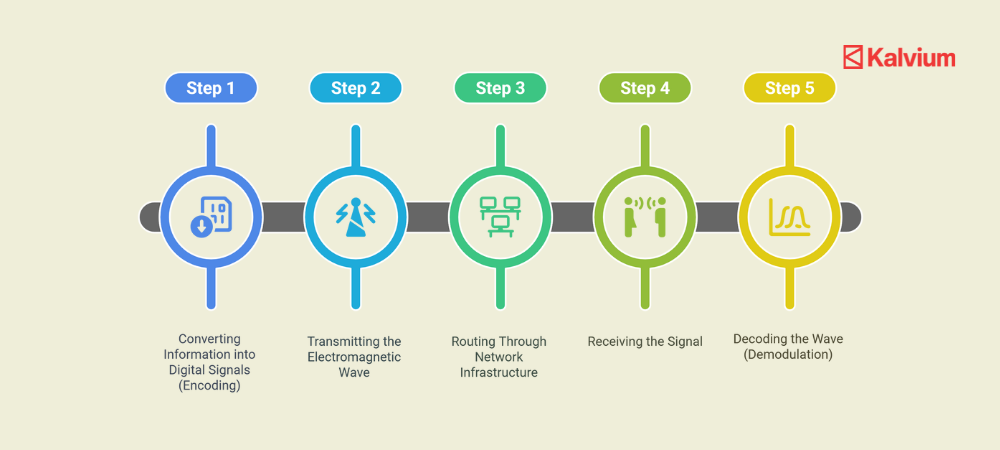 Kalvium
Step 1
Step 2
Step 3
Step 4
Step 5
Converting
Information into
Digital Signals
(Encoding)
Transmitting the
Electromagnetic
Wave
Routing Through
Network
Infrastructure
Receiving the Signal
Decoding the Wave
(Demodulation)